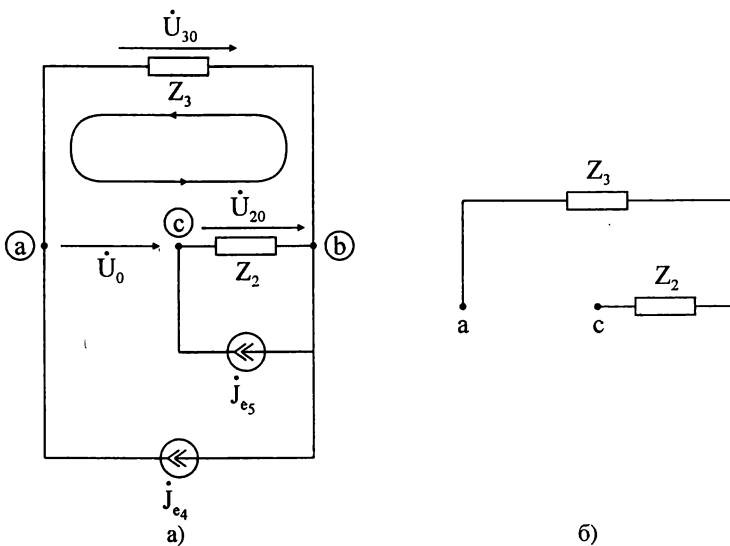 U̇₃₀
Z₃
Z₃
c
U̇₂₀
a
b
U̇₀
Z₂
Z₂
a
c
J̇e₅
J̇e₄
а)
б)